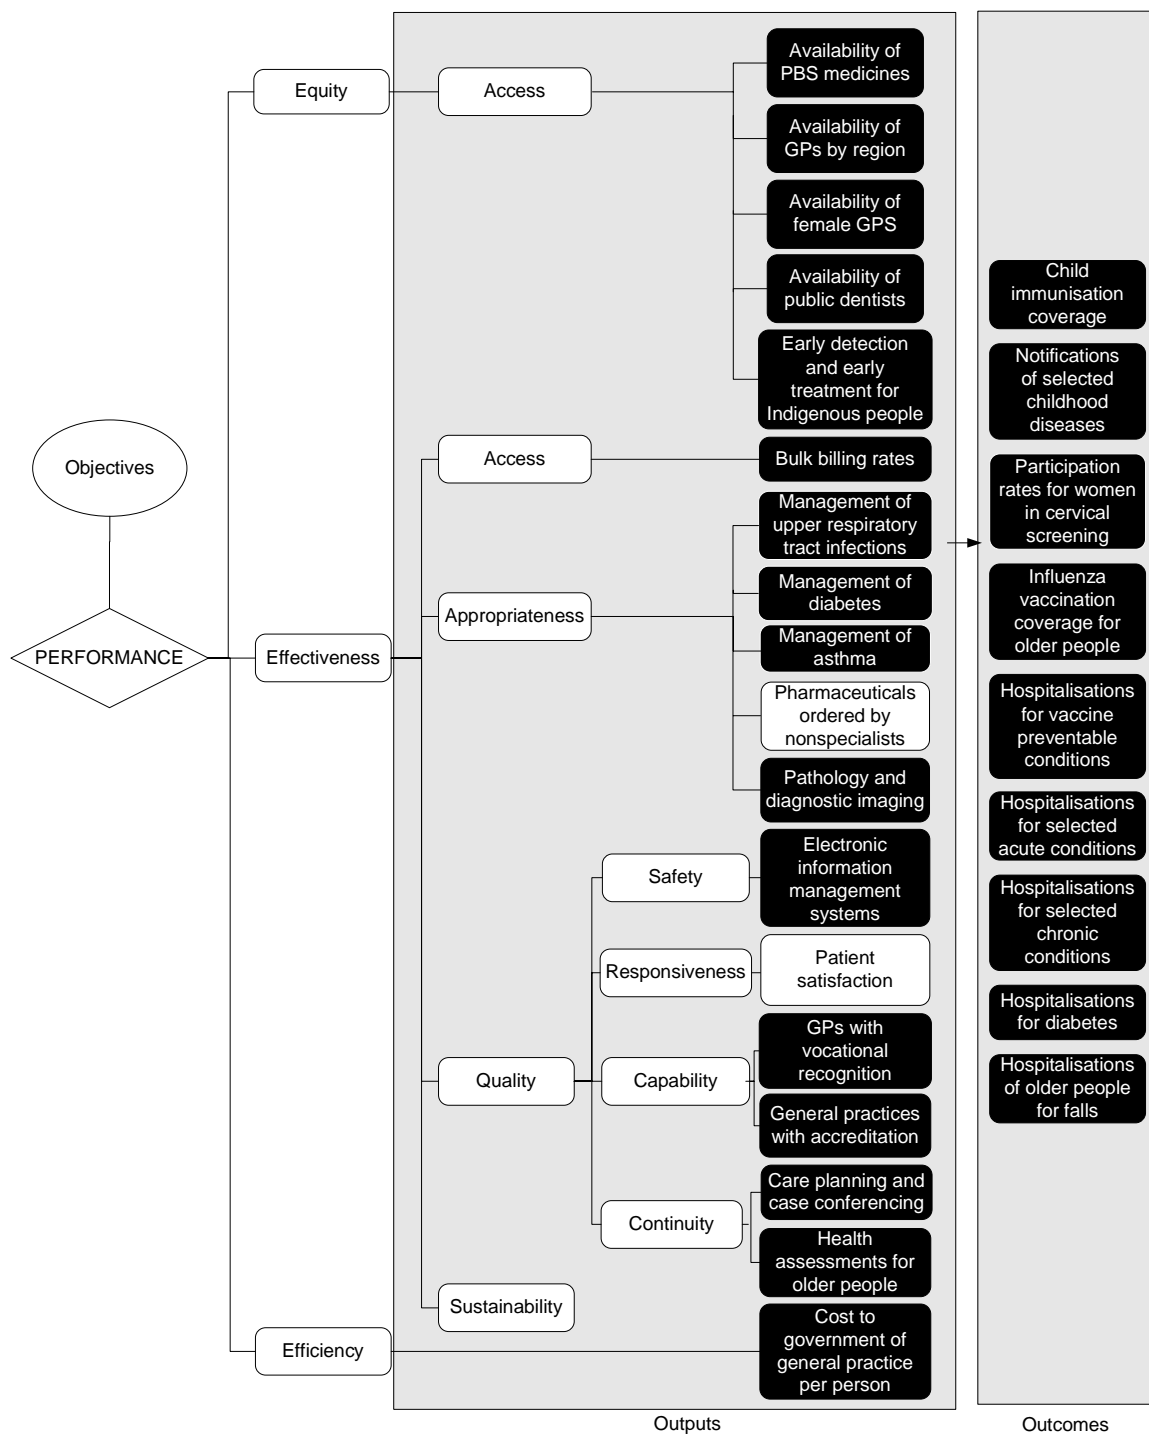 Objectives
PERFORMANCE
Equity
Access
Availability of
PBS medicines
Availability of
GPs by region
Availability of
female GPS
Availability of
public dentists
Early detection
and early
treatment for
Indigenous people
Effectiveness
Access
Bulk billing rates
Appropriateness
Management of
upper respiratory
tract infections
Management of
diabetes
Management of
asthma
Pharmaceuticals
ordered by
nonspecialists
Pathology and
diagnostic imaging
Quality
Safety
Electronic
information
management
systems
Responsiveness
Patient
satisfaction
Capability
GPs with
vocational
recognition
General practices
with accreditation
Continuity
Care planning and
case conferencing
Health
assessments for
older people
Sustainability
Efficiency
Cost to
government of
general practice
per person
Outputs
Child
immunisation
coverage
Notifications
of selected
childhood
diseases
Participation
rates for women
in cervical
screening
Influenza
vaccination
coverage for
older people
Hospitalisations
for vaccine
preventable
conditions
Hospitalisations
for selected
acute conditions
Hospitalisations
for selected
chronic
conditions
Hospitalisations
for diabetes
Hospitalisations
of older people
for falls
Outcomes